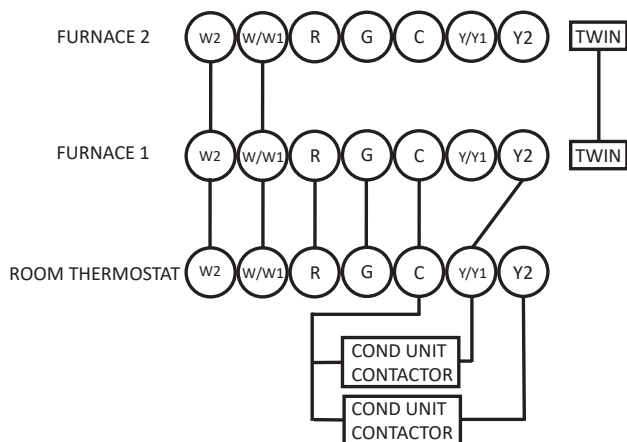 FURNACE 2 W2 W/W1 R G C Y/Y1 Y2 TWIN
FURNACE 1 W2 W/W1 R G C Y/Y1 Y2 TWIN
ROOM THERMOSTAT W2 W/W1 R G C Y/Y1 Y2
COND UNIT
CONTACTOR
COND UNIT
CONTACTOR